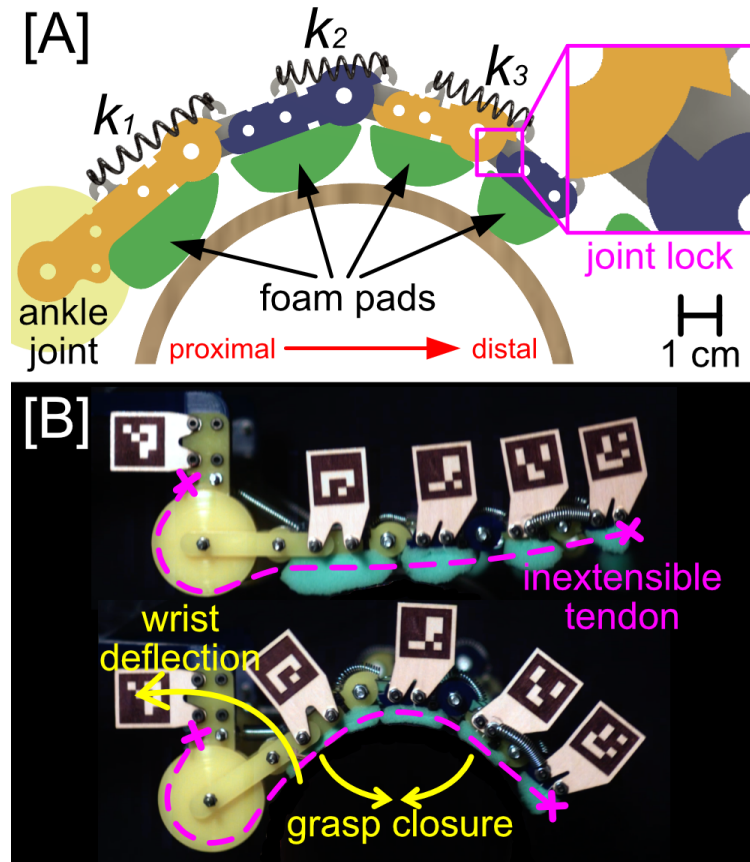 [A]
k1
k2
k3
joint lock
foam pads
ankle
joint
proximal
distal
1 cm
[B]
inextensible
tendon
wrist
deflection
grasp closure